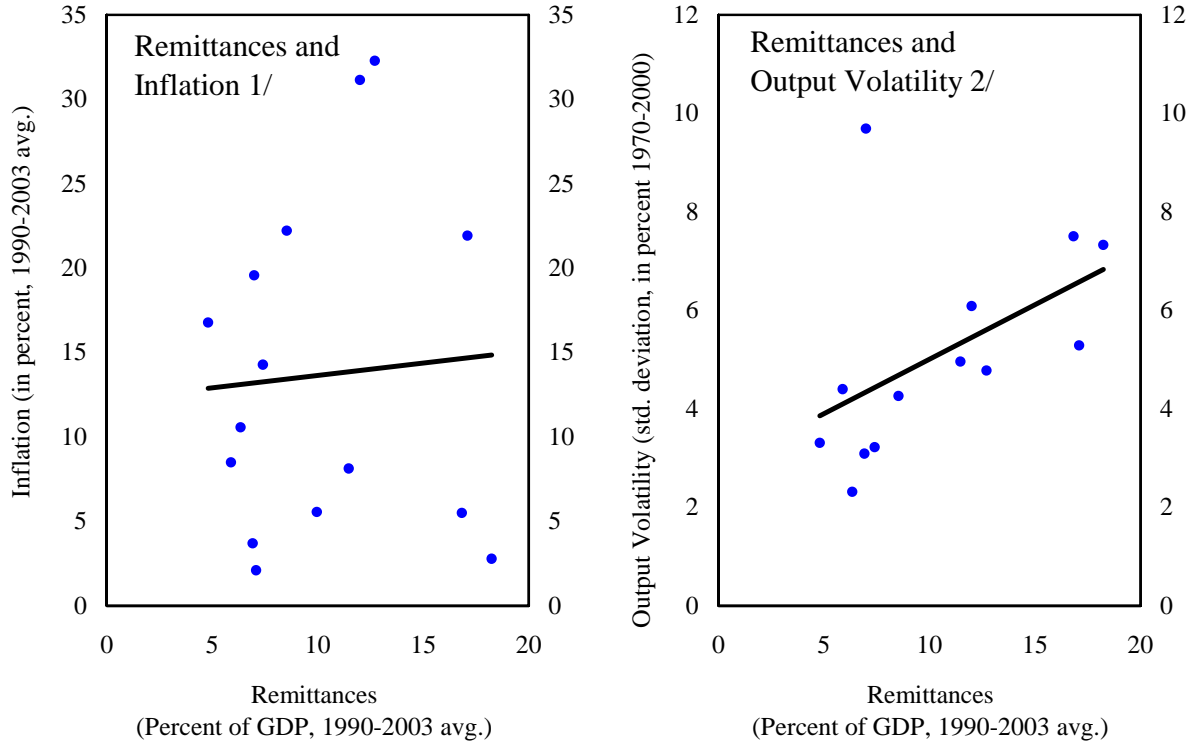 Remittances and
Inflation 1/
Inflation (in percent, 1990-2003 avg.)
35
30
25
20
15
10
5
0
35
30
25
20
15
10
5
0
0 5 10 15 20
Remittances
(Percent of GDP, 1990-2003 avg.)
Remittances and
Output Volatility 2/
Output Volatility (std. deviation, in percent 1970-2000)
12
10
8
6
4
2
0
12
10
8
6
4
2
0
0 5 10 15 20
Remittances
(Percent of GDP, 1990-2003 avg.)